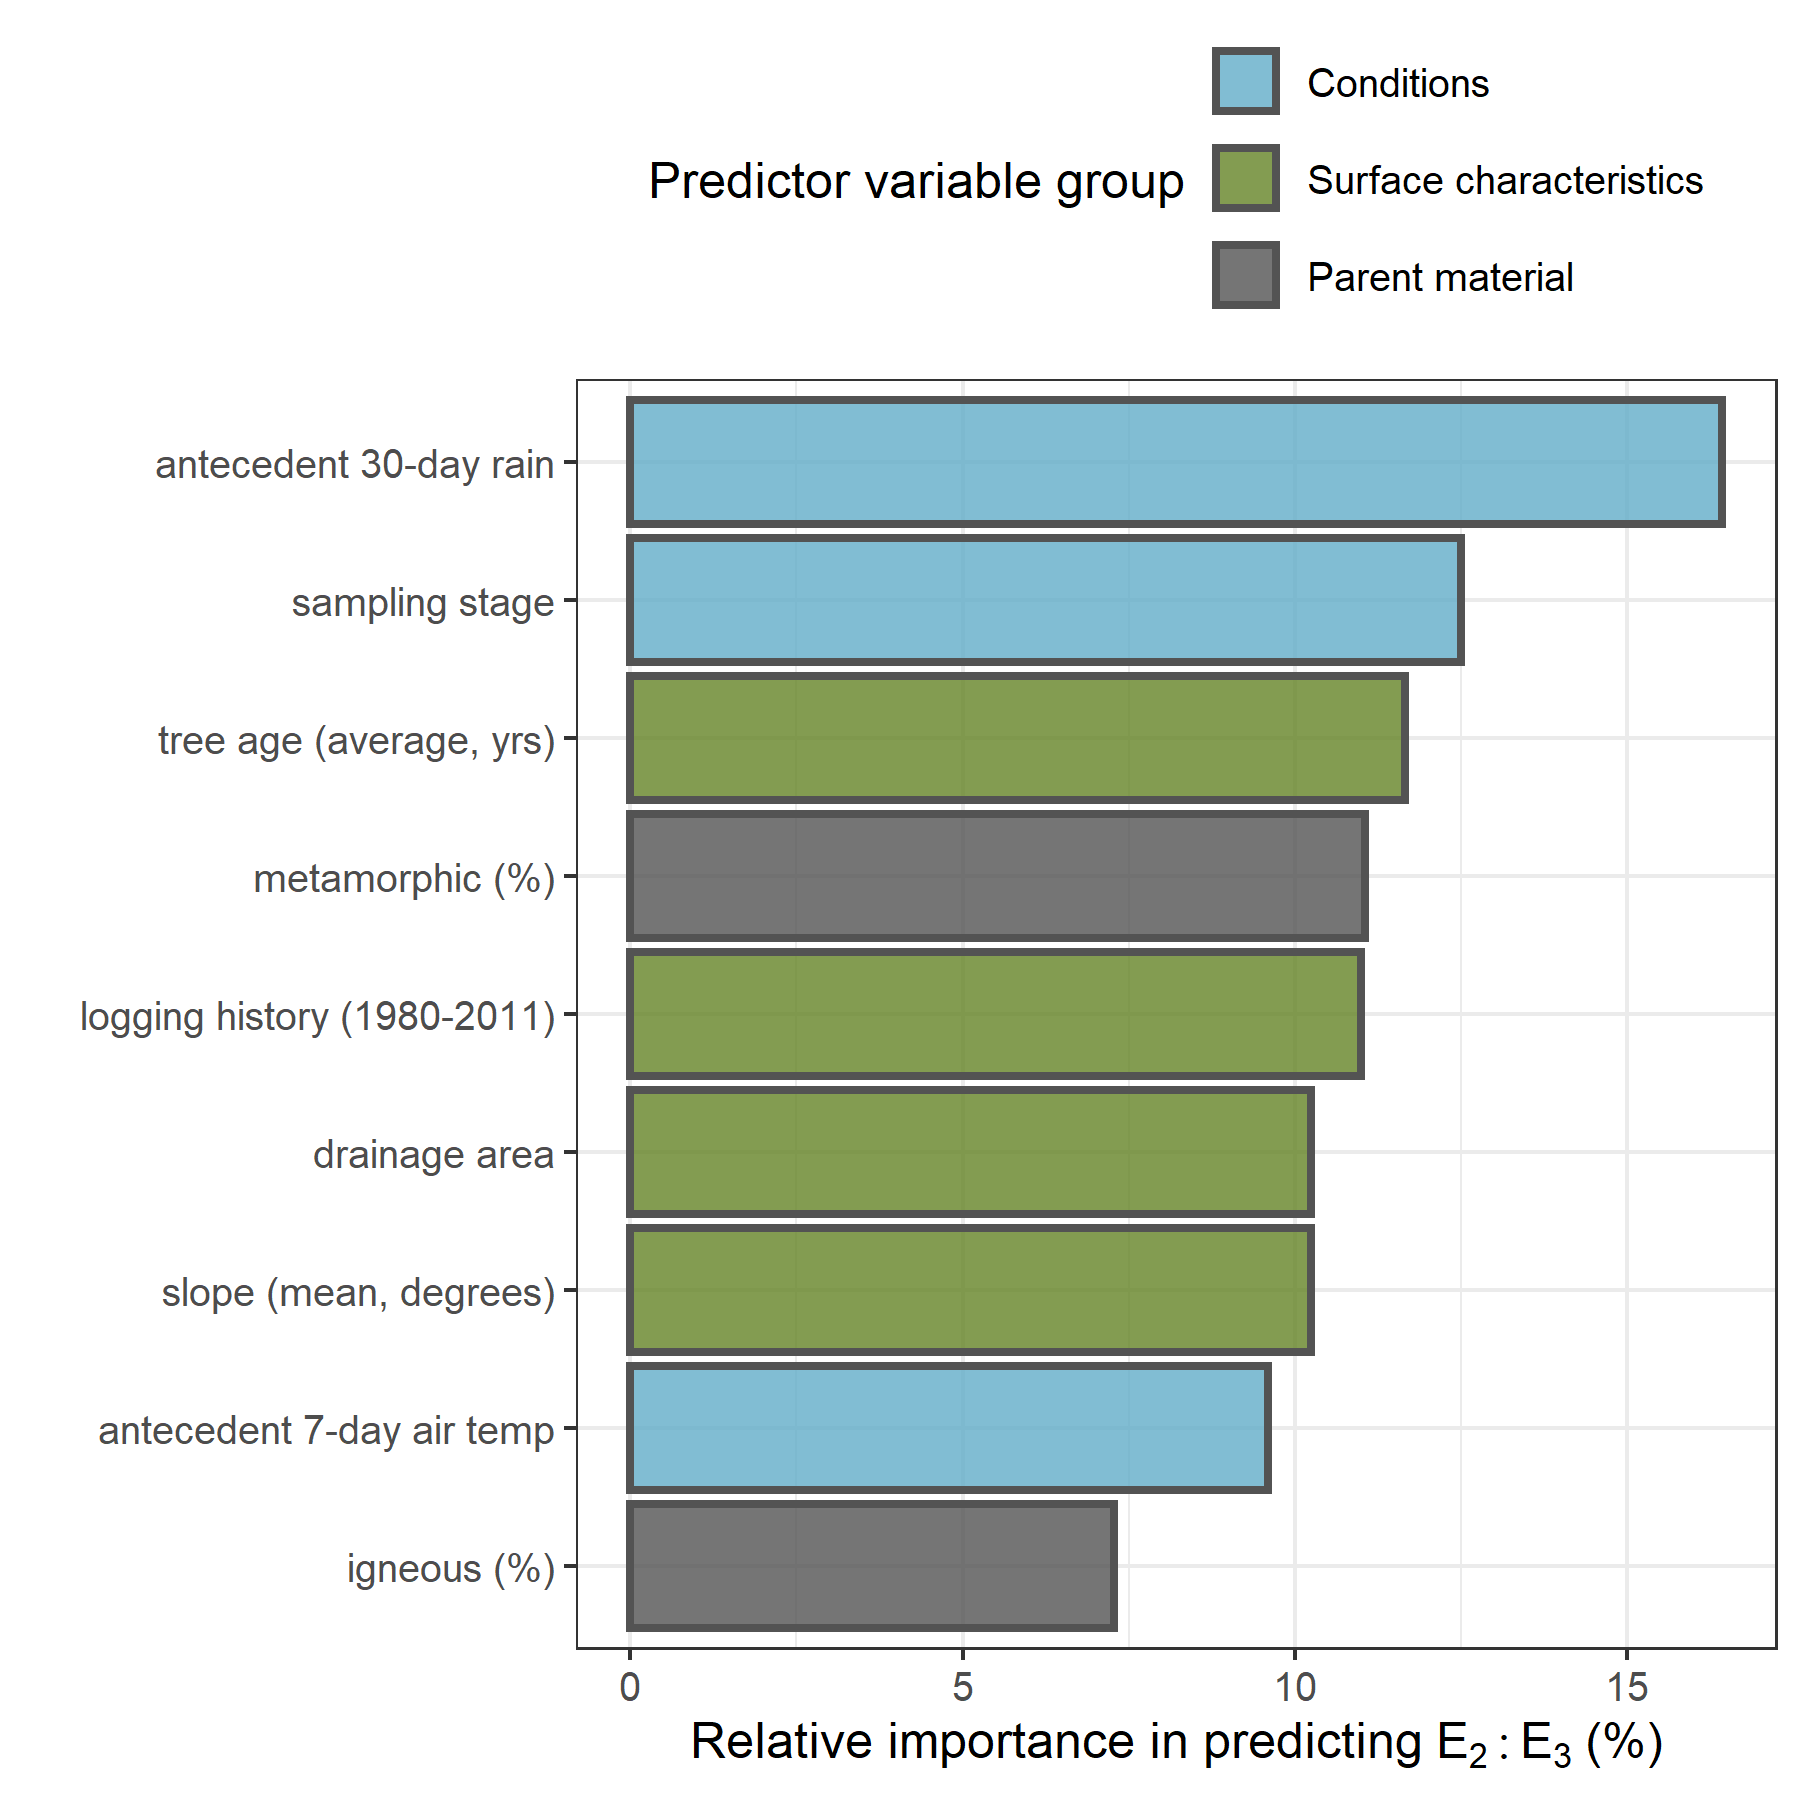 Conditions
Predictor variable group
Surface characteristics
Parent material
antecedent 30-day rain
sampling stage
tree age (average, yrs)
metamorphic (%)
logging history (1980-2011)
drainage area
slope (mean, degrees)
antecedent 7-day air temp
igneous (%)
0 5 10 15
Relative importance in predicting E₂ : E₃ (%)